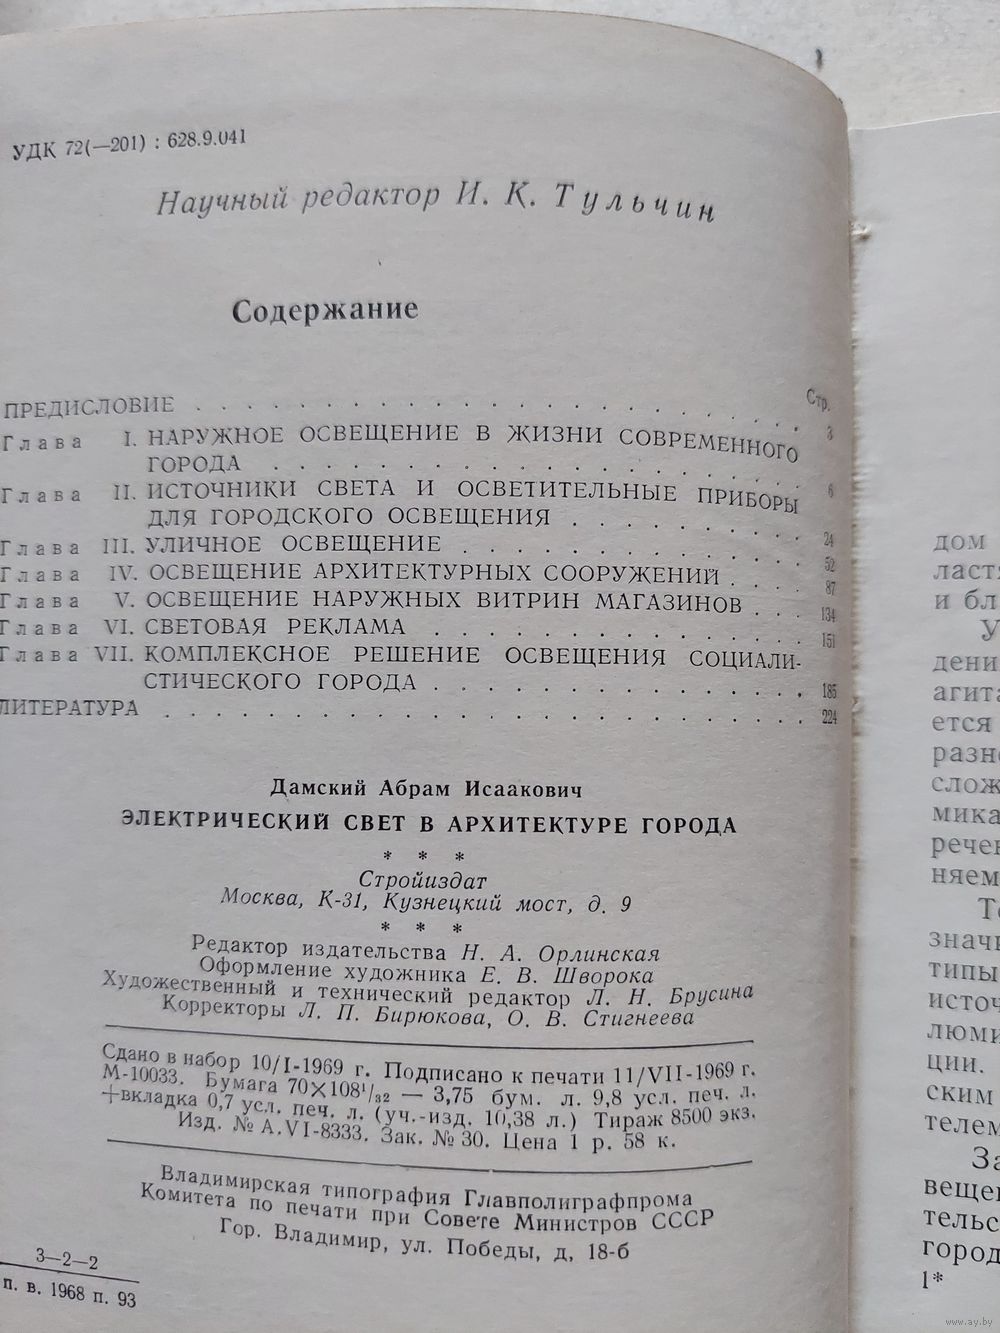 УДК 72(—201) : 628.9.041
Научный редактор И. К. Тульчин
Содержание
Стр.
ПРЕДИСЛОВИЕ . . . 3
Глава I. НАРУЖНОЕ ОСВЕЩЕНИЕ В ЖИЗНИ СОВРЕМЕННОГО
ГОРОДА . . . 6
Глава II. ИСТОЧНИКИ СВЕТА И ОСВЕТИТЕЛЬНЫЕ ПРИБОРЫ
ДЛЯ ГОРОДСКОГО ОСВЕЩЕНИЯ . . . 24
Глава III. УЛИЧНОЕ ОСВЕЩЕНИЕ . . . 52
Глава IV. ОСВЕЩЕНИЕ АРХИТЕКТУРНЫХ СООРУЖЕНИЙ . . . 87
Глава V. ОСВЕЩЕНИЕ НАРУЖНЫХ ВИТРИН МАГАЗИНОВ . . . 134
Глава VI. СВЕТОВАЯ РЕКЛАМА . . . 151
Глава VII. КОМПЛЕКСНОЕ РЕШЕНИЕ ОСВЕЩЕНИЯ СОЦИАЛИ-
СТИЧЕСКОГО ГОРОДА . . . 185
ЛИТЕРАТУРА . . . 224
Дамский Абрам Исаакович
ЭЛЕКТРИЧЕСКИЙ СВЕТ В АРХИТЕКТУРЕ ГОРОДА
* * *
Стройиздат
Москва, К-31, Кузнецкий мост, д. 9
* * *
Редактор издательства Н. А. Орлинская
Оформление художника Е. В. Шворока
Художественный и технический редактор Л. Н. Брусина
Корректоры Л. П. Бирюкова, О. В. Стигнеева
Сдано в набор 10/I-1969 г. Подписано к печати 11/VII-1969 г.
М-10033. Бумага 70×108¹/₃₂ — 3,75 бум. л. 9,8 усл. печ. л.
+вкладка 0,7 усл. печ. л. (уч.-изд. 10,38 л.) Тираж 8500 экз.
Изд. № А.VI-8333. Зак. № 30. Цена 1 р. 58 к.
Владимирская типография Главполиграфпрома
Комитета по печати при Совете Министров СССР
Гор. Владимир, ул. Победы, д, 18-б
3—2—2
п. в. 1968 п. 93
дом
ласт
и бл
У
дени
агит
ется
разн
слож
мика
рече
няем
Т
знач
типы
источ
люми
ции.
ским
телем
За
веще
тельс
город
1*
www.ay.by